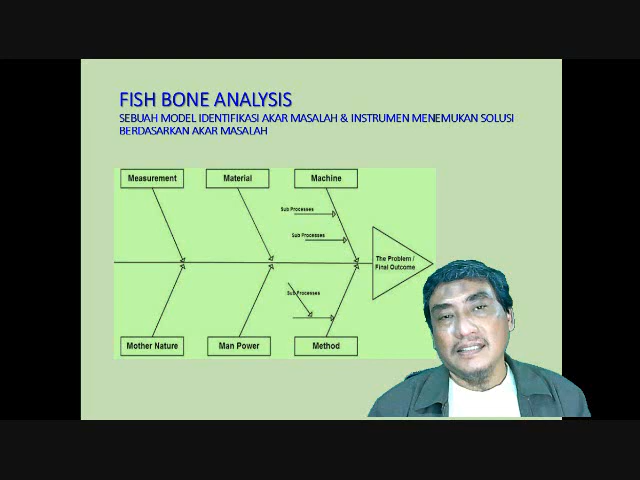 FISH BONE ANALYSIS
SEBUAH MODEL IDENTIFIKASI AKAR MASALAH & INSTRUMEN MENEMUKAN SOLUSI
BERDASARKAN AKAR MASALAH
Measurement
Material
Machine
Sub Processes
Sub Processes
The Problem /
Final Outcome
Sub Processes
Mother Nature
Man Power
Method